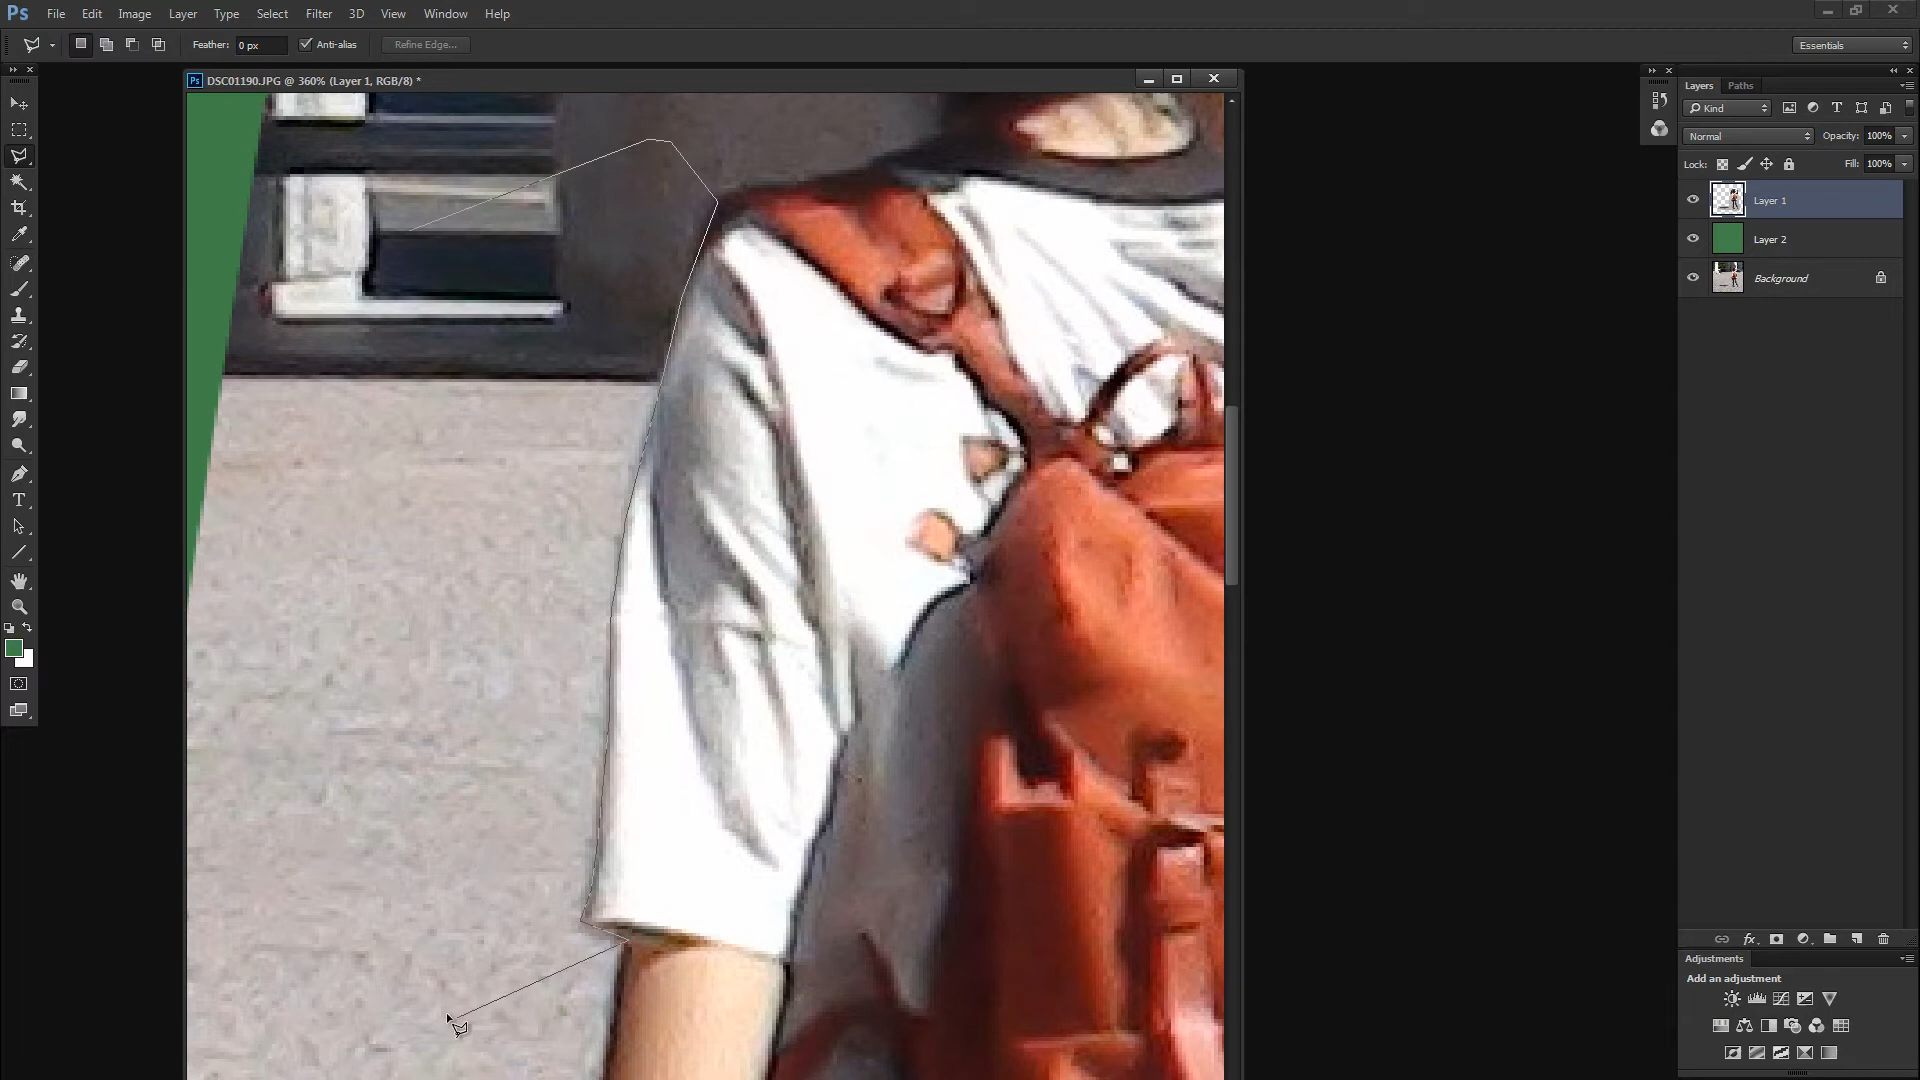 Ps File Edit Image Layer Type Select Filter 3D View Window Help
Feather: 0 px Anti-alias Refine Edge... Essentials
Ps DSC01190.JPG @ 360% (Layer 1, RGB/8) *
Layers Paths
Kind T
Normal Opacity: 100%
Lock: Fill: 100%
Layer 1
Layer 2
Background
T
fx
Adjustments
Add an adjustment